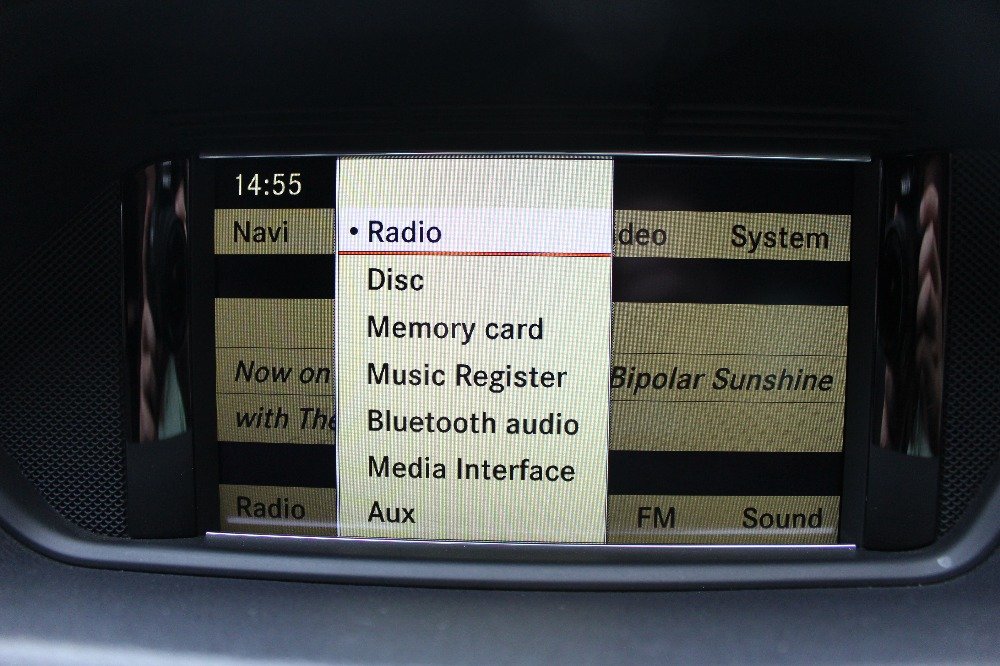 14:55
Navi • Radio deo System
Disc
Memory card
Music Register
Now on Bipolar Sunshine
Bluetooth audio
with The
Media Interface
Radio Aux FM Sound